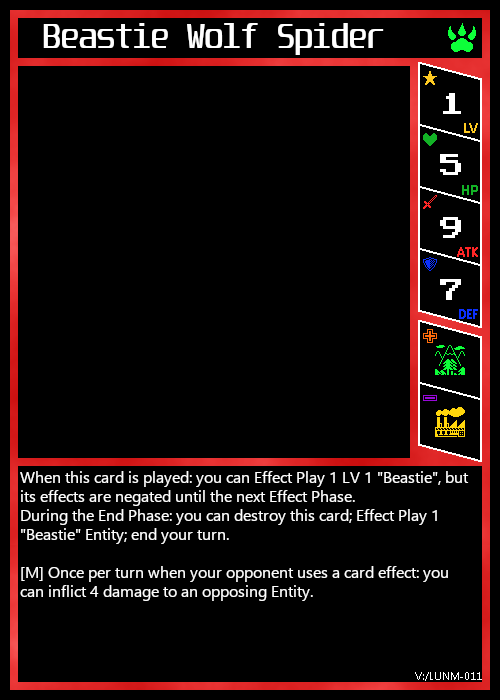 Beastie Wolf Spider
1
LV
5
HP
9
ATK
7
DEF
When this card is played: you can Effect Play 1 LV 1 "Beastie", but
its effects are negated until the next Effect Phase.
During the End Phase: you can destroy this card; Effect Play 1
"Beastie" Entity; end your turn.
[M] Once per turn when your opponent uses a card effect: you
can inflict 4 damage to an opposing Entity.
V:/LUNM-011